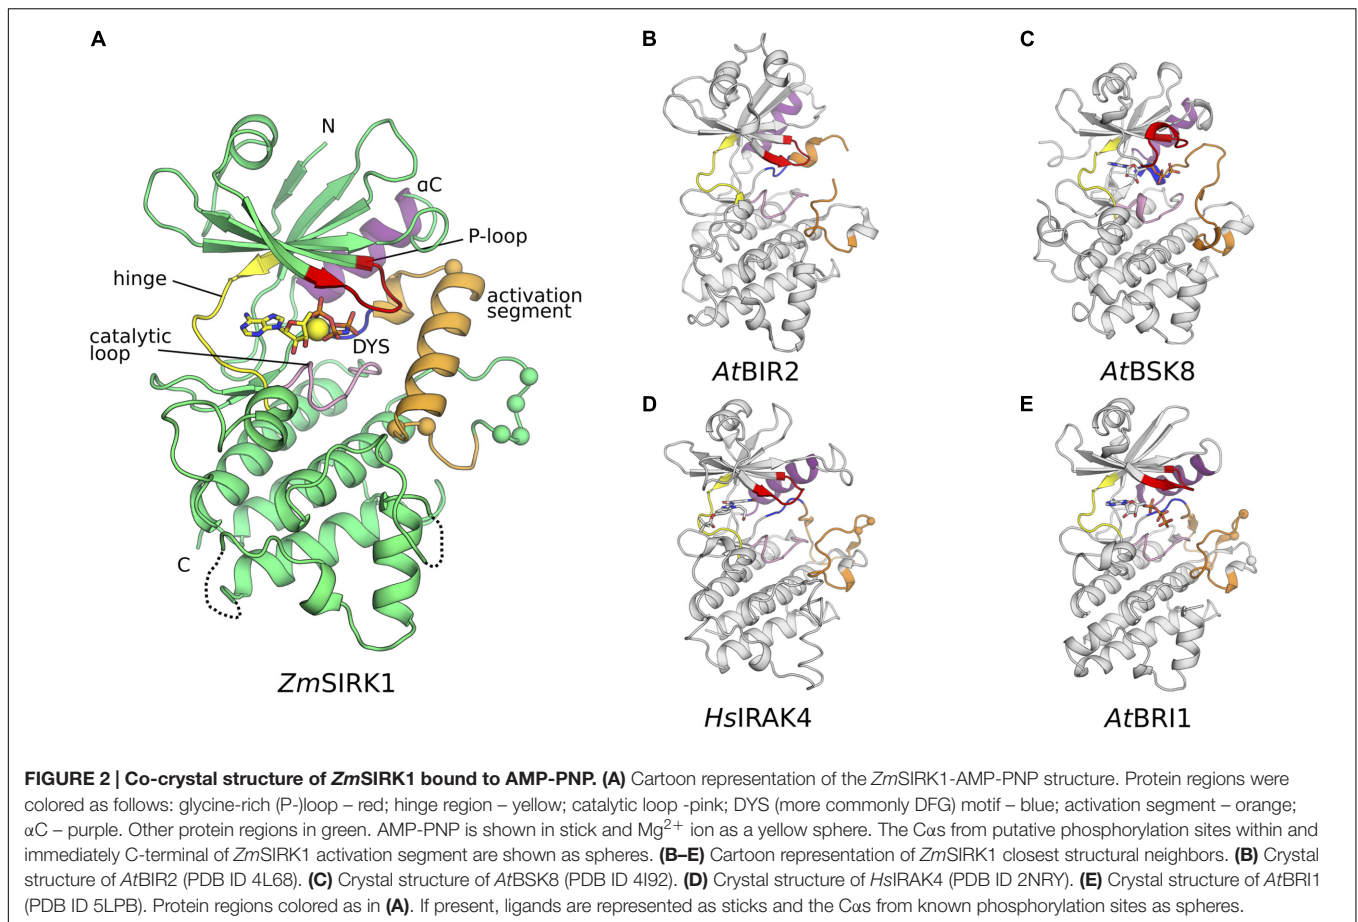 A
B
C
N
αC
P-loop
hinge
activation
segment
catalytic
loop
DYS
C
ZmSIRK1
AtBIR2
AtBSK8
D
E
HsIRAK4
AtBRI1
FIGURE 2 | Co-crystal structure of ZmSIRK1 bound to AMP-PNP. (A) Cartoon representation of the ZmSIRK1-AMP-PNP structure. Protein regions were
colored as follows: glycine-rich (P-)loop – red; hinge region – yellow; catalytic loop -pink; DYS (more commonly DFG) motif – blue; activation segment – orange;
αC – purple. Other protein regions in green. AMP-PNP is shown in stick and Mg²⁺ ion as a yellow sphere. The Cαs from putative phosphorylation sites within and
immediately C-terminal of ZmSIRK1 activation segment are shown as spheres. (B–E) Cartoon representation of ZmSIRK1 closest structural neighbors. (B) Crystal
structure of AtBIR2 (PDB ID 4L68). (C) Crystal structure of AtBSK8 (PDB ID 4I92). (D) Crystal structure of HsIRAK4 (PDB ID 2NRY). (E) Crystal structure of AtBRI1
(PDB ID 5LPB). Protein regions colored as in (A). If present, ligands are represented as sticks and the Cαs from known phosphorylation sites as spheres.